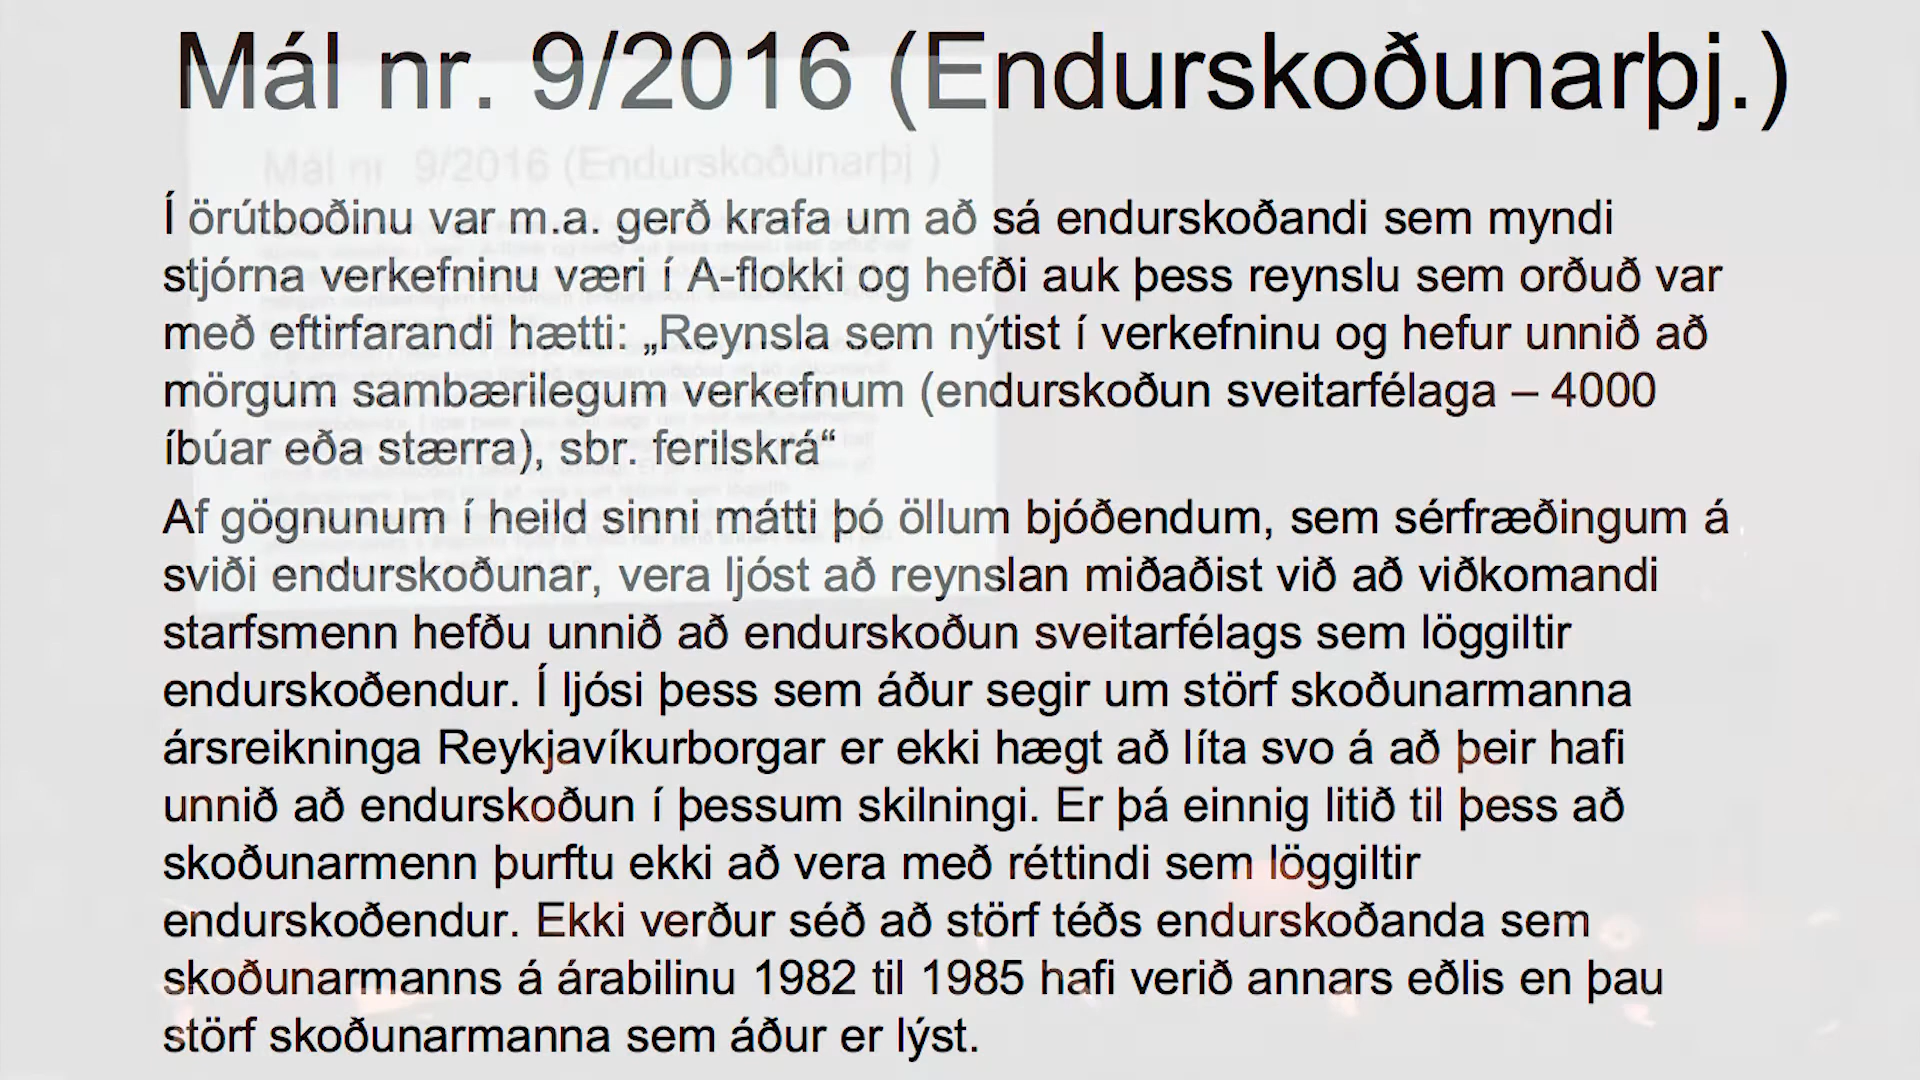 Mál nr. 9/2016 (Endurskoðunarþj.)
Í örútboðinu var m.a. gerð krafa um að sá endurskoðandi sem myndi
stjórna verkefninu væri í A-flokki og hefði auk þess reynslu sem orðuð var
með eftirfarandi hætti: „Reynsla sem nýtist í verkefninu og hefur unnið að
mörgum sambærilegum verkefnum (endurskoðun sveitarfélaga – 4000
íbúar eða stærra), sbr. ferilskrá“
Af gögnunum í heild sinni mátti þó öllum bjóðendum, sem sérfræðingum á
sviði endurskoðunar, vera ljóst að reynslan miðaðist við að viðkomandi
starfsmenn hefðu unnið að endurskoðun sveitarfélags sem löggiltir
endurskoðendur. Í ljósi þess sem áður segir um störf skoðunarmanna
ársreikninga Reykjavíkurborgar er ekki hægt að líta svo á að þeir hafi
unnið að endurskoðun í þessum skilningi. Er þá einnig litið til þess að
skoðunarmenn þurftu ekki að vera með réttindi sem löggiltir
endurskoðendur. Ekki verður séð að störf téðs endurskoðanda sem
skoðunarmanns á árabilinu 1982 til 1985 hafi verið annars eðlis en þau
störf skoðunarmanna sem áður er lýst.
Mál nr 9/2016 (Endurskoðunarþj )